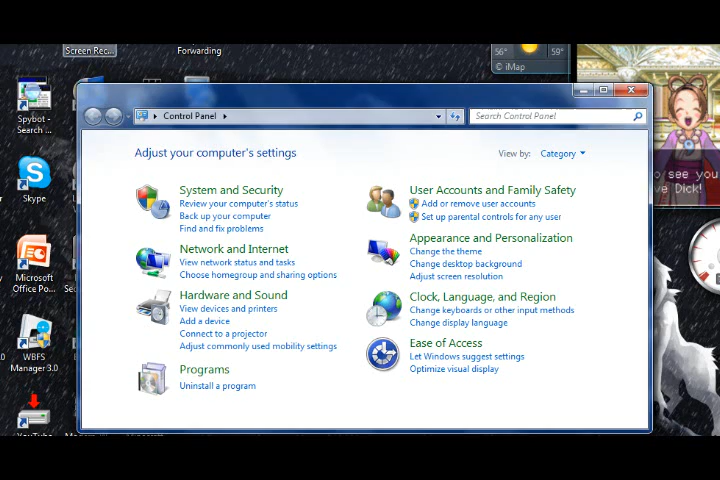 Screen Rec...
Forwarding
56°
59°
© iMap
Control Panel
Search Control Panel
Adjust your computer's settings
View by:
Category
System and Security
Review your computer's status
Back up your computer
Find and fix problems
Network and Internet
View network status and tasks
Choose homegroup and sharing options
Hardware and Sound
View devices and printers
Add a device
Connect to a projector
Adjust commonly used mobility settings
Programs
Uninstall a program
User Accounts and Family Safety
Add or remove user accounts
Set up parental controls for any user
Appearance and Personalization
Change the theme
Change desktop background
Adjust screen resolution
Clock, Language, and Region
Change keyboards or other input methods
Change display language
Ease of Access
Let Windows suggest settings
Optimize visual display
Spybot -
Search ...
Skype
Microsoft
Office Po...
WBFS
Manager 3.0
YouTube
see you
Dick!